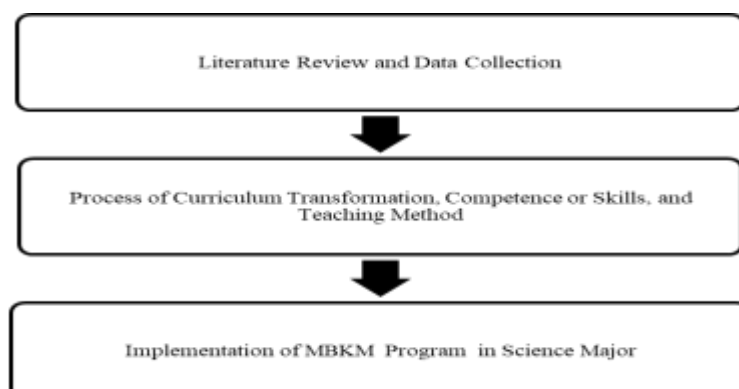 Literature Review and Data Collection
Process of Curriculum Transformation, Competence or Skills, and
Teaching Method
Implementation of MBKM Program in Science Major